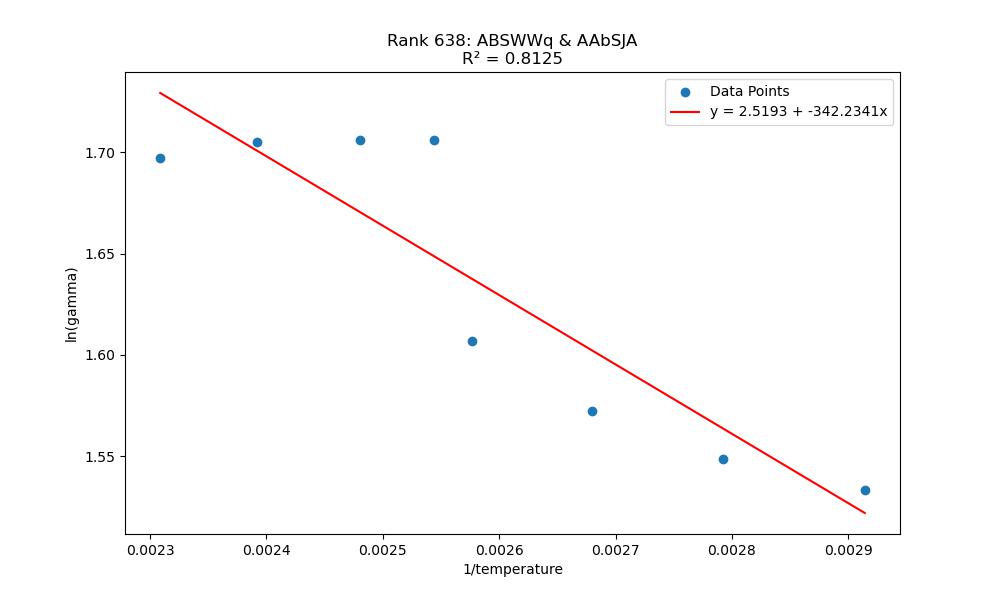 Rank 638: ABSWWq & AAbSJA
R² = 0.8125
Data Points
y = 2.5193 + -342.2341x
ln(gamma)
1.70
1.65
1.60
1.55
0.0023 0.0024 0.0025 0.0026 0.0027 0.0028 0.0029
1/temperature